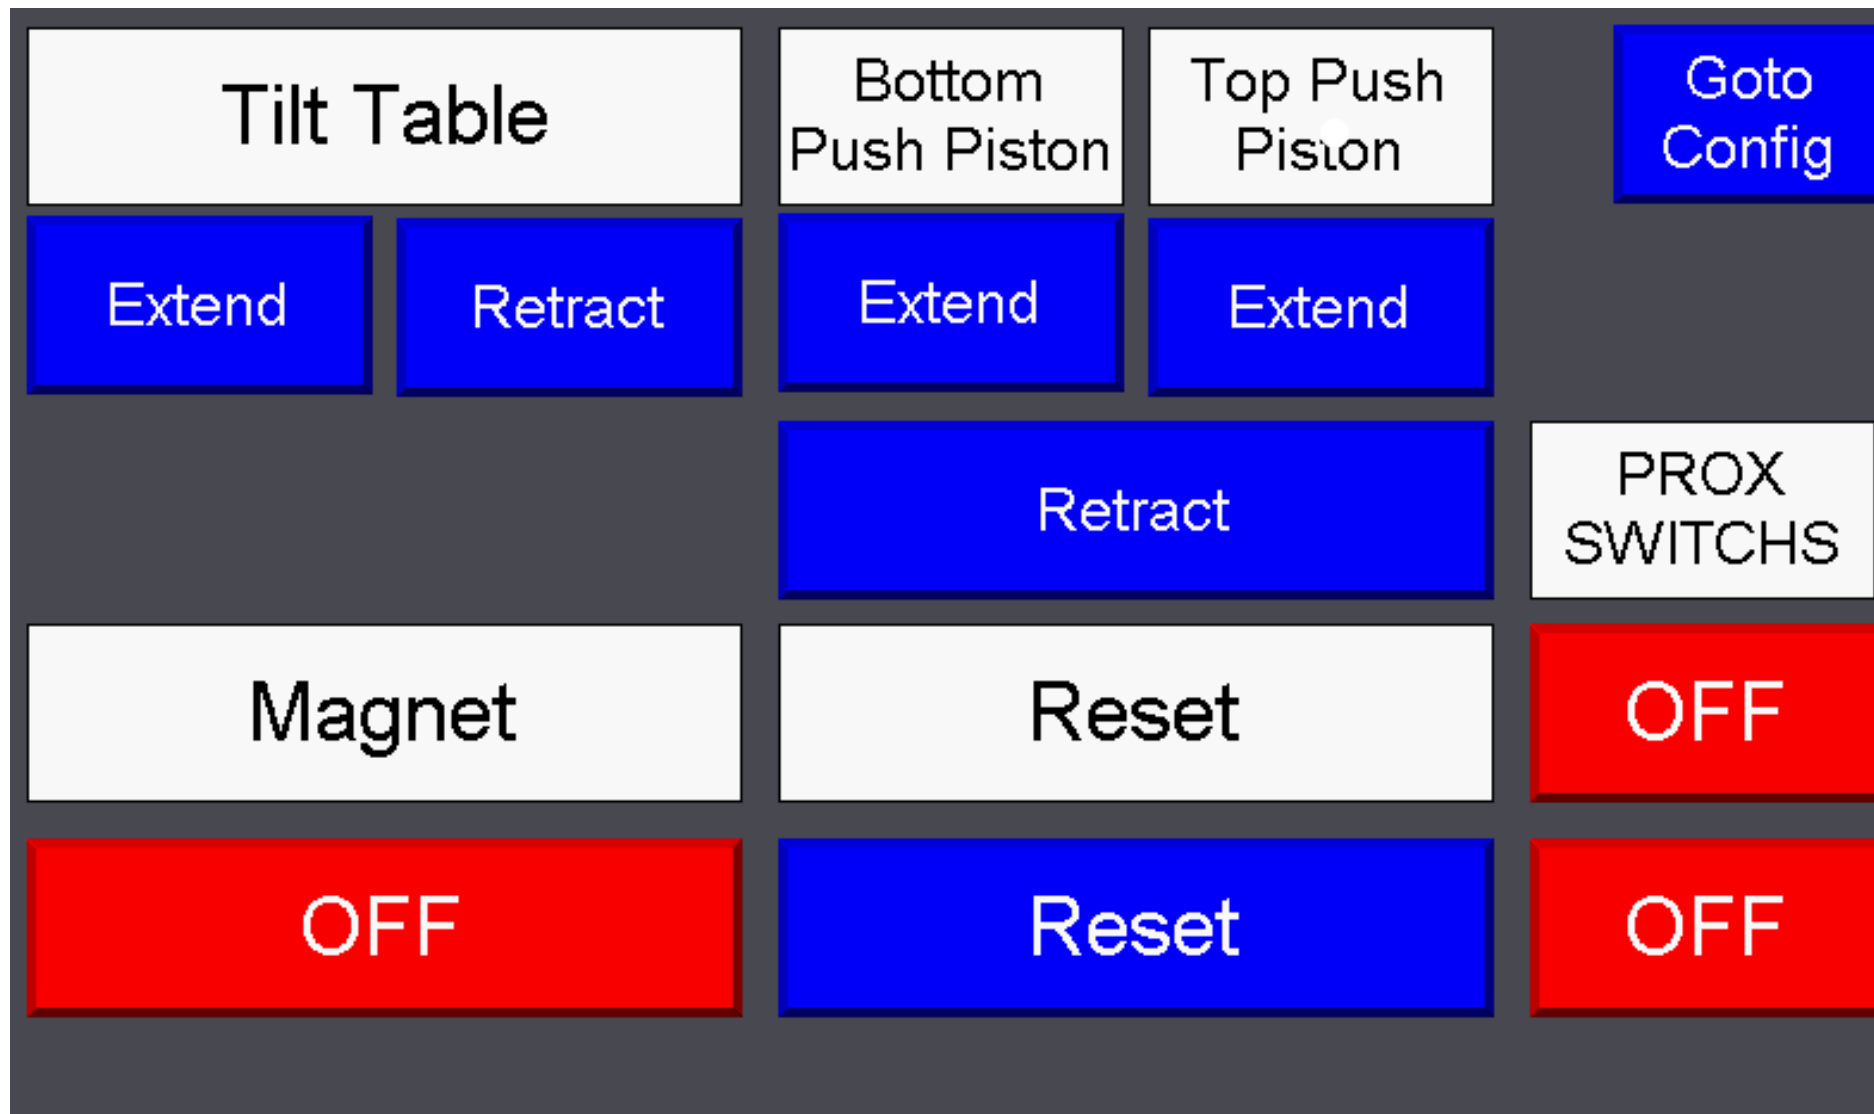 Tilt Table
Bottom
Push Piston
Top Push
Piston
Goto
Config
Extend
Retract
Extend
Extend
Retract
PROX
SWITCHS
Magnet
Reset
OFF
OFF
Reset
OFF